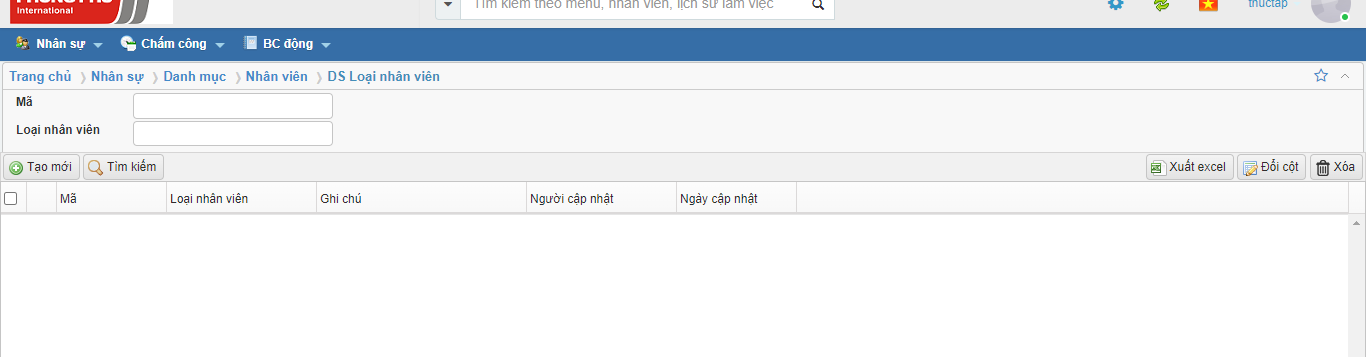 International
Tìm kiếm theo menu, nhân viên, lịch sử làm việc
thuctap
Nhân sự Chấm công BC động
Trang chủ Nhân sự Danh mục Nhân viên DS Loại nhân viên
Mã
Loại nhân viên
Tạo mới Tìm kiếm Xuất excel Đổi cột Xóa
Mã Loại nhân viên Ghi chú Người cập nhật Ngày cập nhật